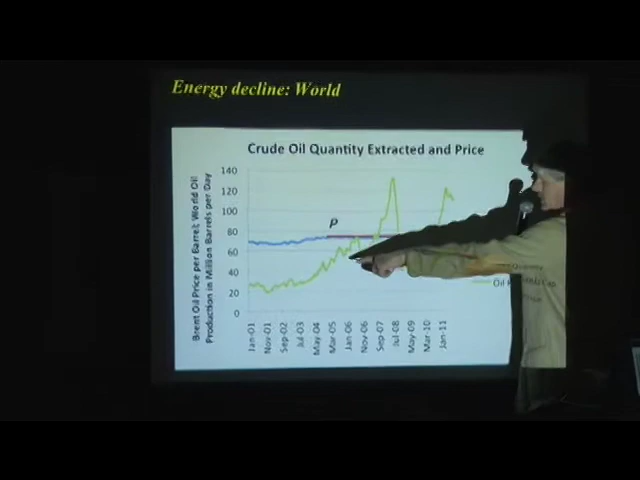 Energy decline: World
Crude Oil Quantity Extracted and Price
Brent Oil Price per Barrel; World Oil
Production in Million Barrels per Day
140
120
100
80
60
40
20
0
P
Jan-01
Nov-01
Sep-02
Jul-03
May-04
Mar-05
Jan-06
Nov-06
Sep-07
Jul-08
May-09
Mar-10
Jan-11
Oil